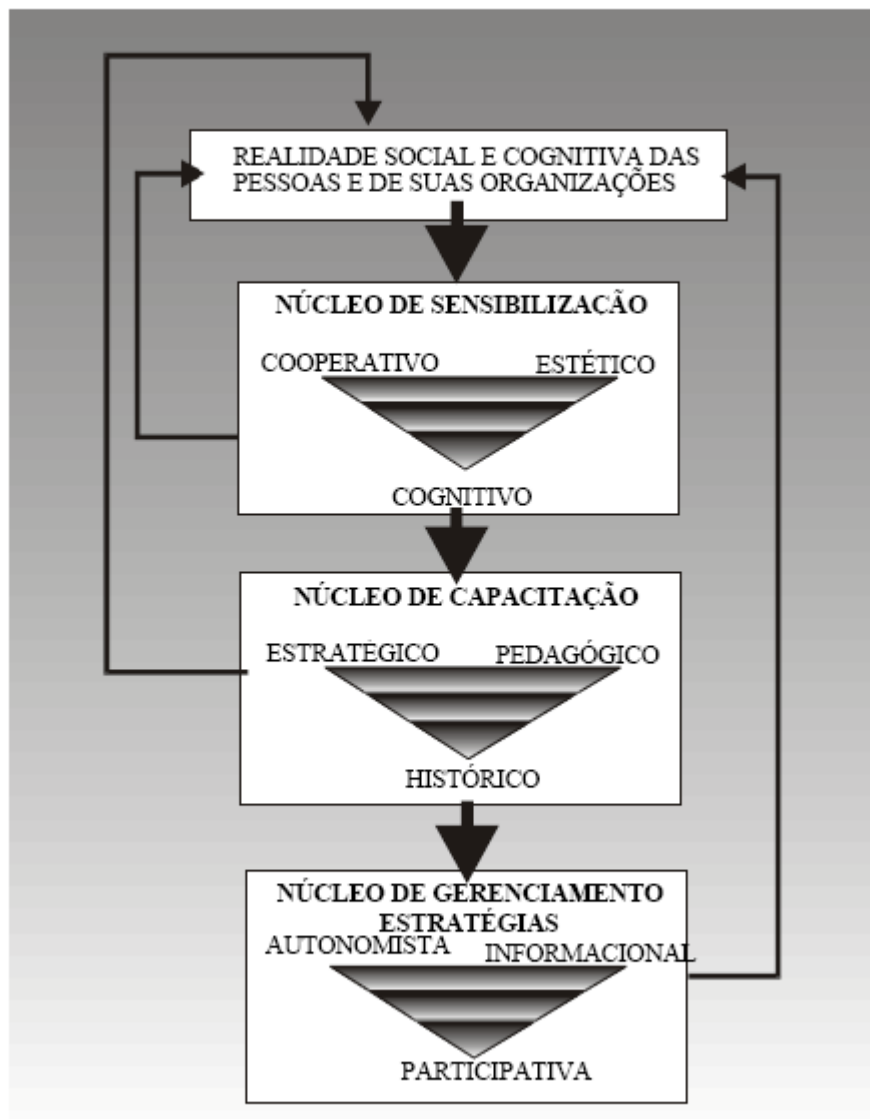 REALIDADE SOCIAL E COGNITIVA DAS
PESSOAS E DE SUAS ORGANIZAÇÕES
NÚCLEO DE SENSIBILIZAÇÃO
COOPERATIVO ESTÉTICO
COGNITIVO
NÚCLEO DE CAPACITAÇÃO
ESTRATÉGICO PEDAGÓGICO
HISTÓRICO
NÚCLEO DE GERENCIAMENTO
ESTRATÉGIAS
AUTONOMISTA INFORMACIONAL
PARTICIPATIVA